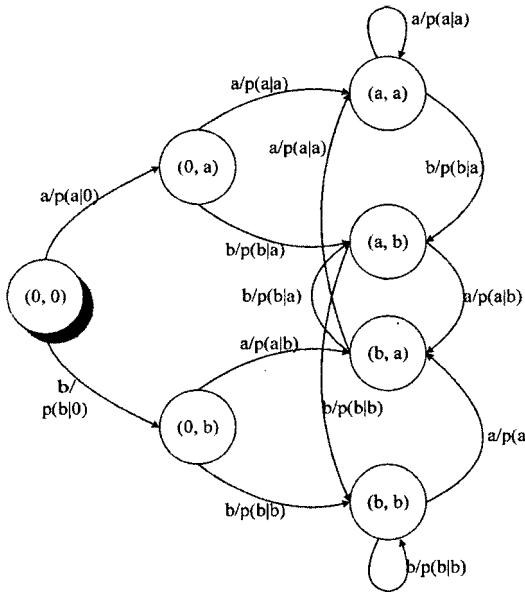 a/p(a|a)
a/p(a|a)
(a, a)
(0, a)
a/p(a|a)
b/p(b|a)
a/p(a|0)
b/p(b|a)
(a, b)
(0, 0)
b/p(b|a)
a/p(a|b)
a/p(a|b)
(b, a)
b/
p(b|0)
b/p(b|b)
(0, b)
a/p(a
(b, b)
b/p(b|b)
b/p(b|b)